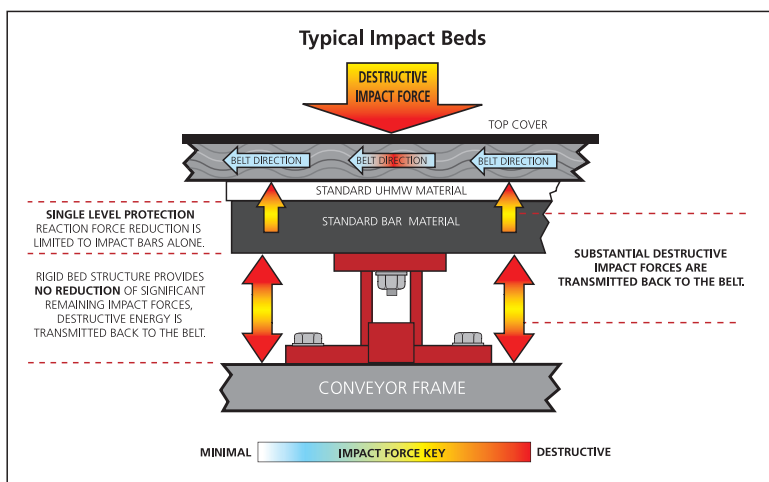 Typical Impact Beds
DESTRUCTIVE
IMPACT FORCE
TOP COVER
BELT DIRECTION
BELT DIRECTION
BELT DIRECTION
STANDARD UHMW MATERIAL
STANDARD BAR MATERIAL
SINGLE LEVEL PROTECTION
REACTION FORCE REDUCTION IS
LIMITED TO IMPACT BARS ALONE.
RIGID BED STRUCTURE PROVIDES
NO REDUCTION OF SIGNIFICANT
REMAINING IMPACT FORCES,
DESTRUCTIVE ENERGY IS
TRANSMITTED BACK TO THE BELT.
SUBSTANTIAL DESTRUCTIVE
IMPACT FORCES ARE
TRANSMITTED BACK TO THE BELT.
CONVEYOR FRAME
MINIMAL
IMPACT FORCE KEY
DESTRUCTIVE